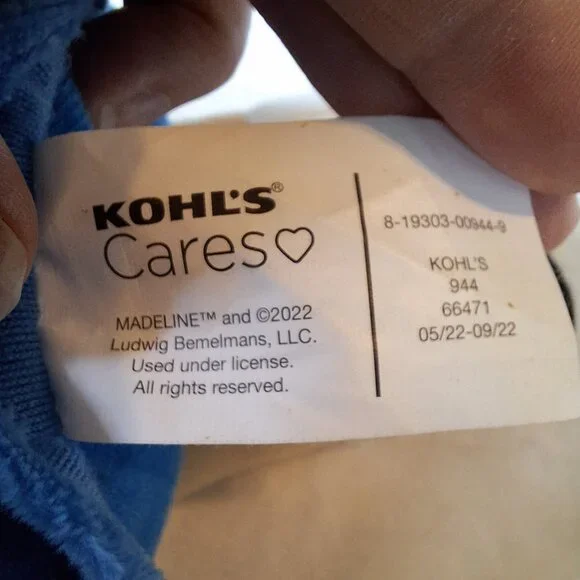 KOHL'S®
Cares♡
MADELINE™ and ©2022
Ludwig Bemelmans, LLC.
Used under license.
All rights reserved.
8-19303-00944-9
KOHL'S
944
66471
05/22-09/22